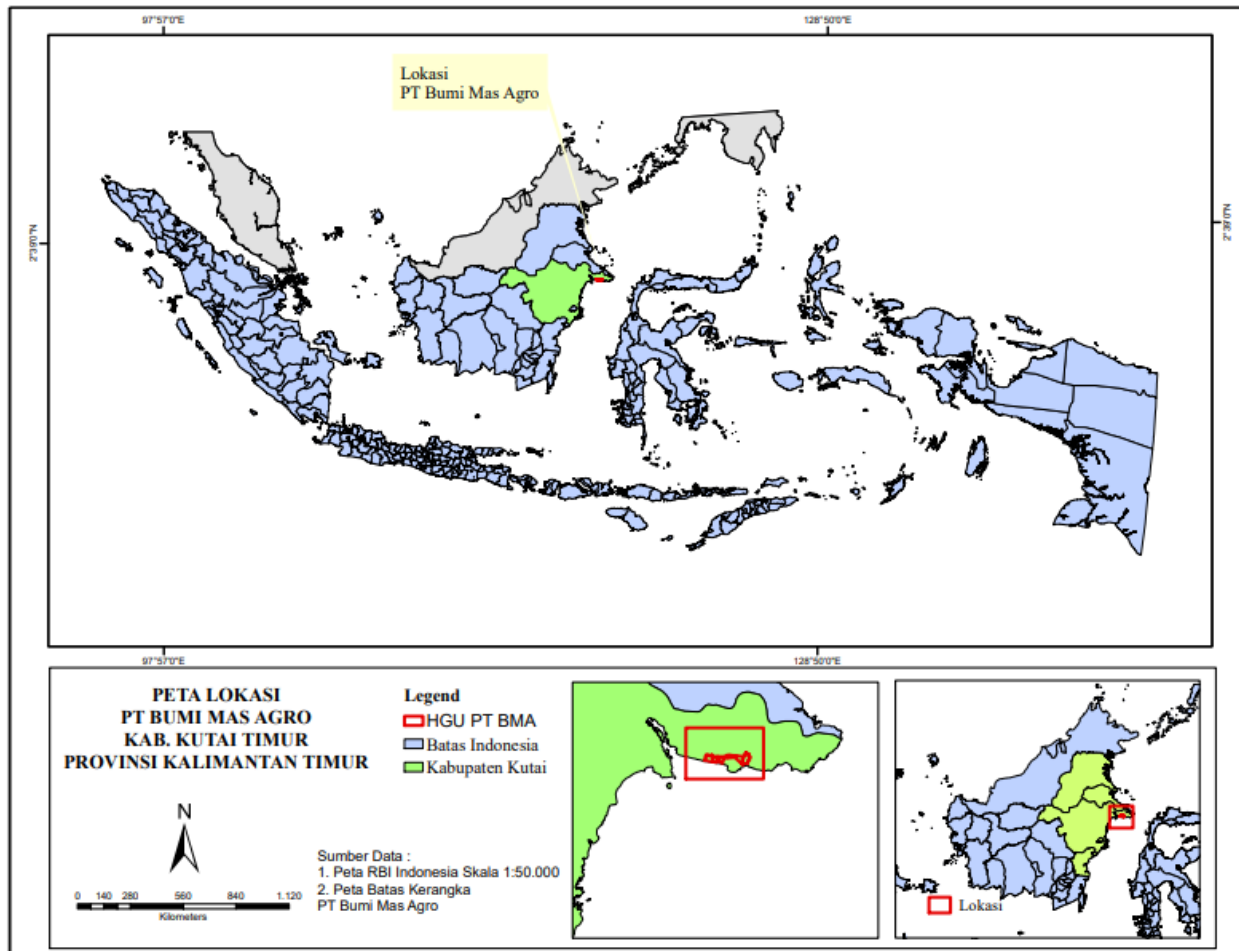 97°57'0"E
128°50'0"E
Lokasi
PT Bumi Mas Agro
2°39'0"N
2°39'0"N
97°57'0"E
128°50'0"E
PETA LOKASI
PT BUMI MAS AGRO
KAB. KUTAI TIMUR
PROVINSI KALIMANTAN TIMUR
N
0 140 280 560 840 1.120
Kilometers
Legend
HGU PT BMA
Batas Indonesia
Kabupaten Kutai
Sumber Data :
1. Peta RBI Indonesia Skala 1:50.000
2. Peta Batas Kerangka
PT Bumi Mas Agro
Lokasi